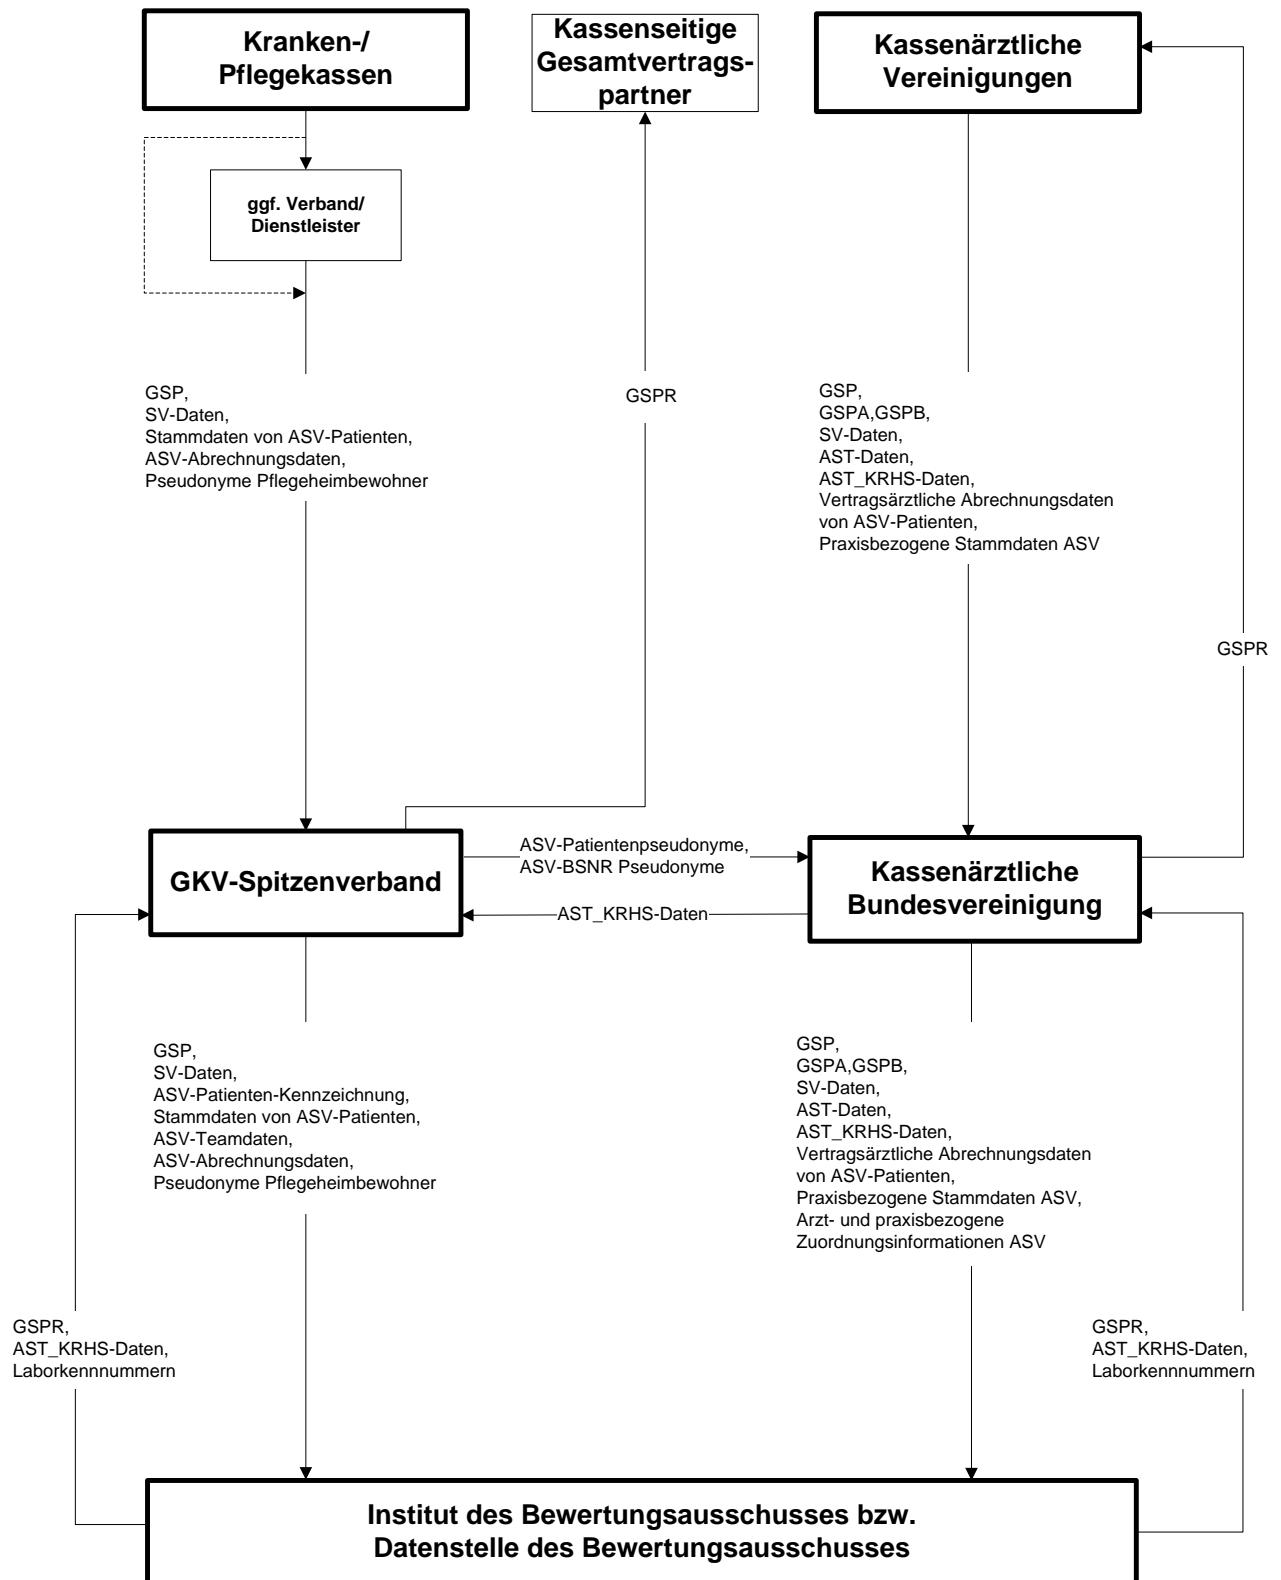 Kranken-/
Pflegekassen
Kassenseitige
Gesamtvertrags-
partner
Kassenärztliche
Vereinigungen
ggf. Verband/
Dienstleister
GSP,
SV-Daten,
Stammdaten von ASV-Patienten,
ASV-Abrechnungsdaten,
Pseudonyme Pflegeheimbewohner
GSPR
GSP,
GSPA,GSPB,
SV-Daten,
AST-Daten,
AST_KRHS-Daten,
Vertragsärztliche Abrechnungsdaten
von ASV-Patienten,
Praxisbezogene Stammdaten ASV
GSPR
GKV-Spitzenverband
ASV-Patientenpseudonyme,
ASV-BSNR Pseudonyme
AST_KRHS-Daten
Kassenärztliche
Bundesvereinigung
GSP,
SV-Daten,
ASV-Patienten-Kennzeichnung,
Stammdaten von ASV-Patienten,
ASV-Teamdaten,
ASV-Abrechnungsdaten,
Pseudonyme Pflegeheimbewohner
GSP,
GSPA,GSPB,
SV-Daten,
AST-Daten,
AST_KRHS-Daten,
Vertragsärztliche Abrechnungsdaten
von ASV-Patienten,
Praxisbezogene Stammdaten ASV,
Arzt- und praxisbezogene
Zuordnungsinformationen ASV
GSPR,
AST_KRHS-Daten,
Laborkennnummern
GSPR,
AST_KRHS-Daten,
Laborkennnummern
Institut des Bewertungsausschusses bzw.
Datenstelle des Bewertungsausschusses